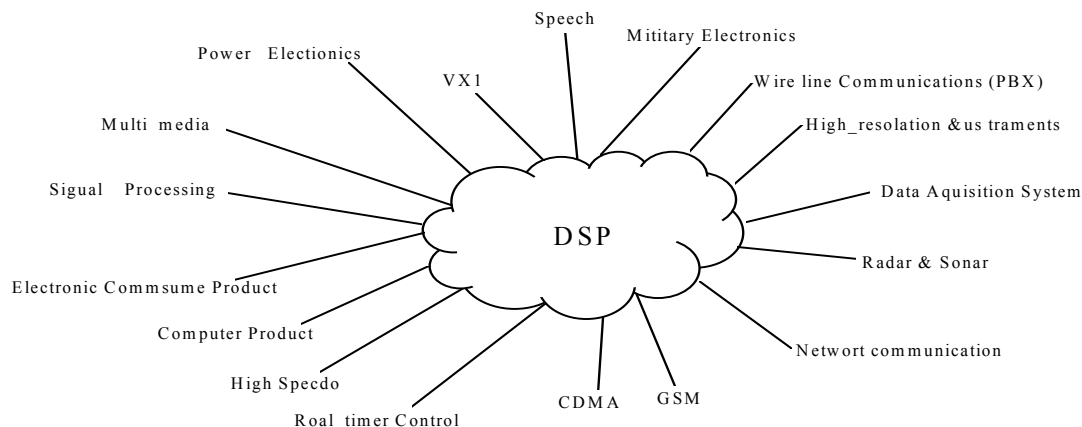 Speech
Mititary Electronics
Power Electionics
VX1
Wire line Communications (PBX)
Multi media
High_resolation &us traments
Sigual Processing
Data Aquisition System
DSP
Radar & Sonar
Electronic Commsume Product
Computer Product
Networt communication
High Specdo
CDMA
GSM
Roal timer Control